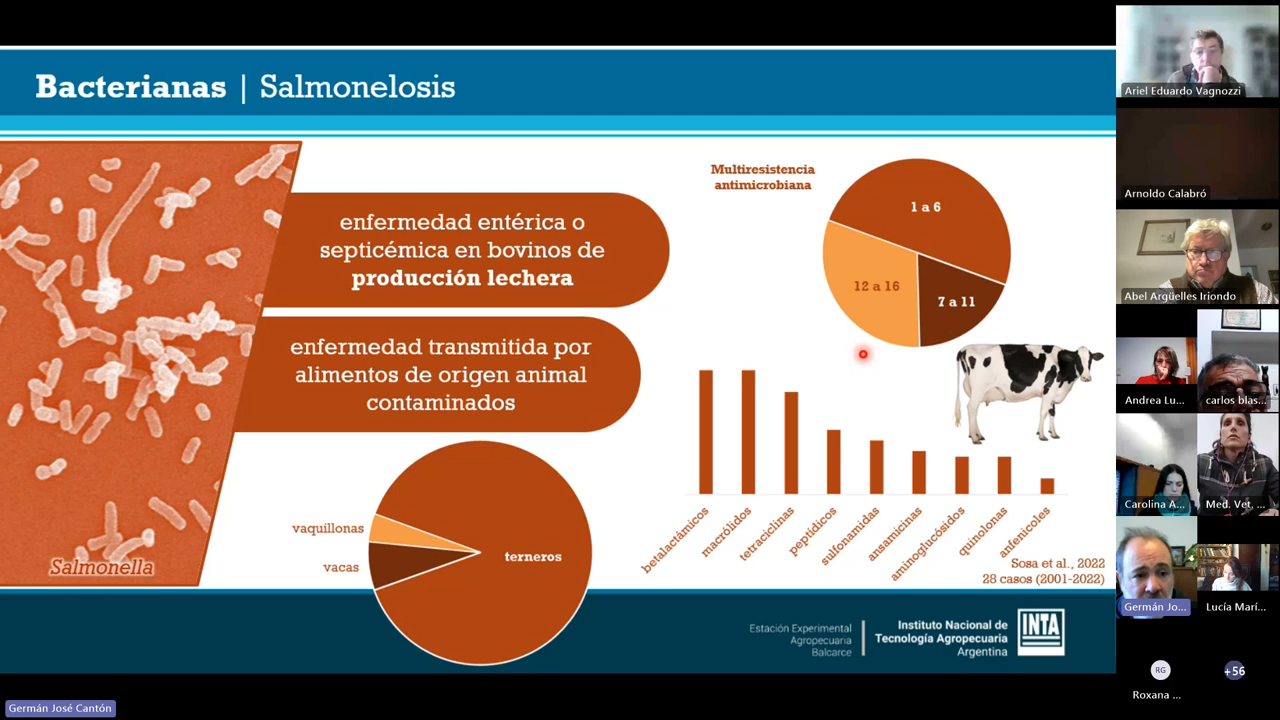 Bacterianas | Salmonelosis
enfermedad entérica o
septicémica en bovinos de
producción lechera
enfermedad transmitida por
alimentos de origen animal
contaminados
Salmonella
vaquillonas
vacas
terneros
Multiresistencia
antimicrobiana
1 a 6
12 a 16
7 a 11
betalactámicos
macrólidos
tetraciclinas
peptídicos
sulfonamidas
ansamicinas
aminoglucósidos
quinolonas
anfenicoles
Sosa et al., 2022
28 casos (2001-2022)
Estación Experimental
Agropecuaria
Balcarce
Instituto Nacional de
Tecnología Agropecuaria
Argentina
INTA
Germán José Cantón
Ariel Eduardo Vagnozzi
Arnoldo Calabró
Abel Argüelles Iriondo
Andrea Lu...
carlos blas...
Carolina A...
Med. Vet. ...
Germán Jo...
Lucía Marí...
RG
+56
Roxana ...